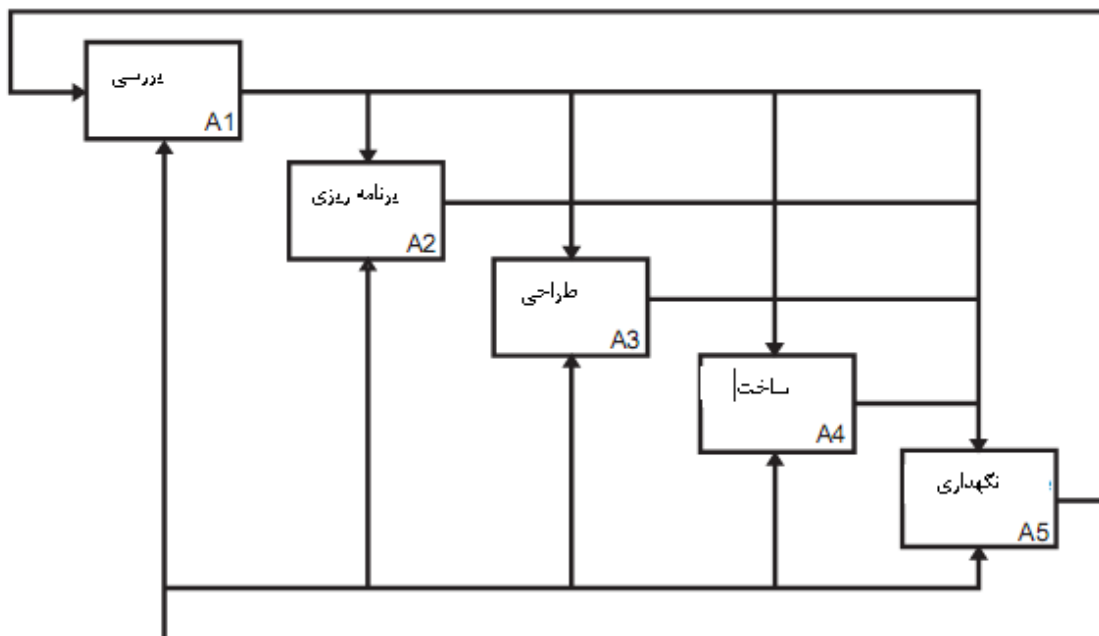 بررسی
A1
برنامه ریزی
A2
طراحی
A3
ساخت
A4
نگهداری
A5